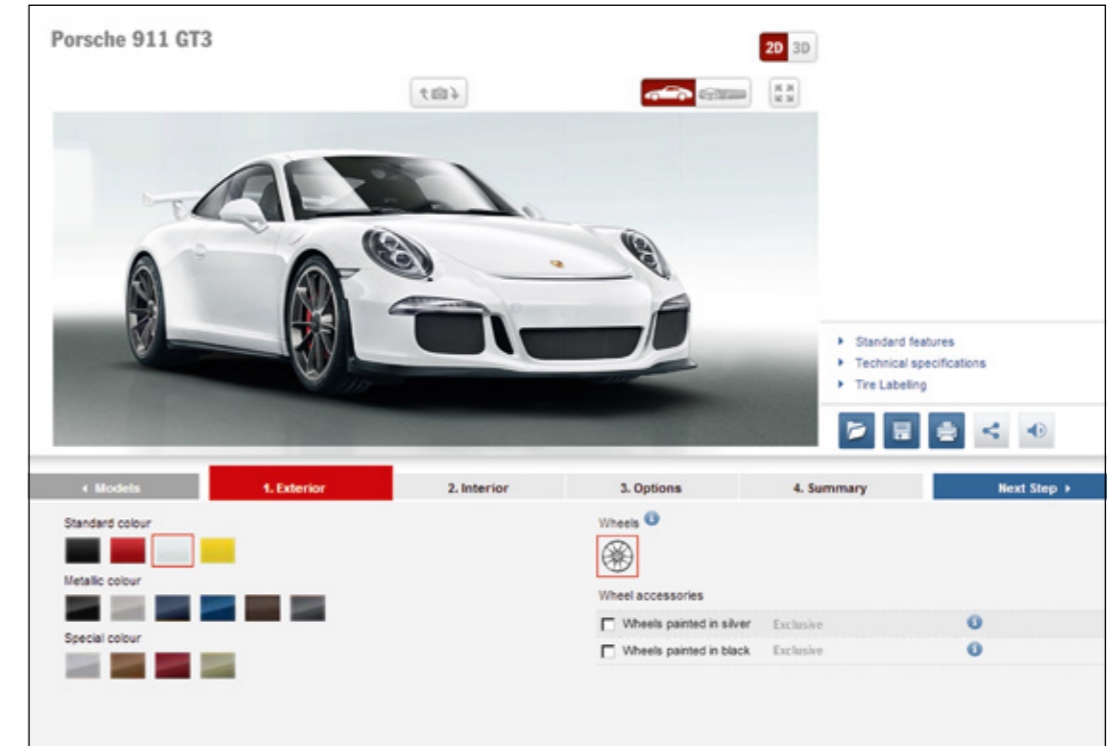 Porsche 911 GT3
2D 3D
Standard features
Technical specifications
Tire Labelling
Models 1. Exterior 2. Interior 3. Options 4. Summary Next Step
Standard colour
Metallic colour
Special colour
Wheels
Wheel accessories
Wheels painted in silver Exclusive
Wheels painted in black Exclusive